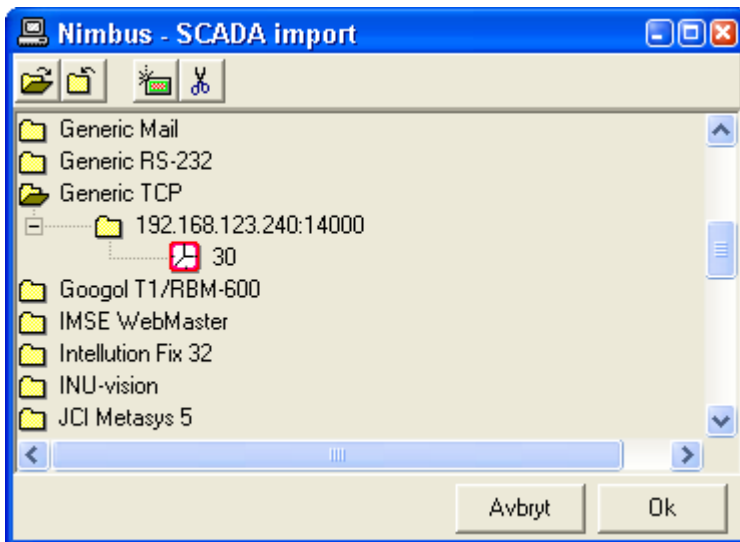 Nimbus - SCADA import
Generic Mail
Generic RS-232
Generic TCP
192.168.123.240:14000
30
Googol T1/RBM-600
IMSE WebMaster
Intellution Fix 32
INU-vision
JCI Metasys 5
Avbryt Ok